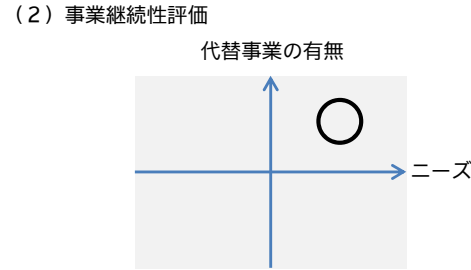 （２）事業継続性評価
代替事業の有無
ニーズ